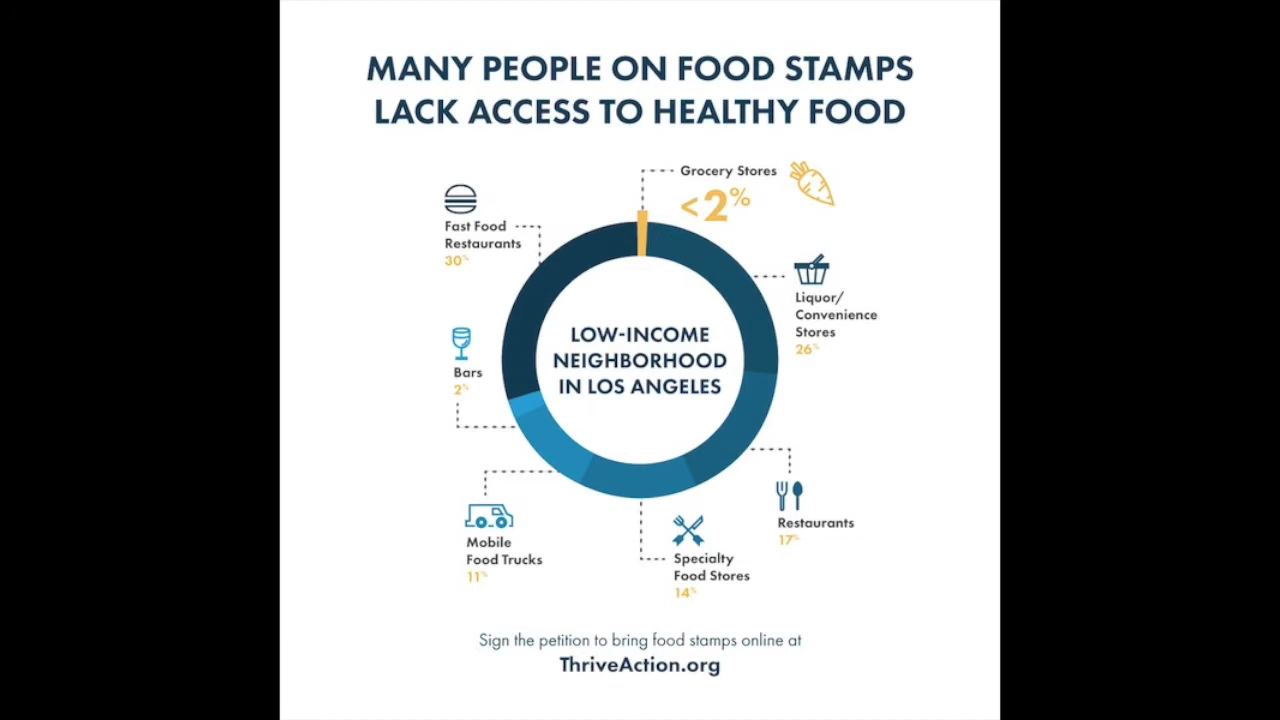 MANY PEOPLE ON FOOD STAMPS
LACK ACCESS TO HEALTHY FOOD
Grocery Stores
<2%
Fast Food
Restaurants
30%
Liquor/
Convenience
Stores
26%
LOW-INCOME
NEIGHBORHOOD
IN LOS ANGELES
Bars
2%
Restaurants
17%
Mobile
Food Trucks
11%
Specialty
Food Stores
14%
Sign the petition to bring food stamps online at
ThriveAction.org